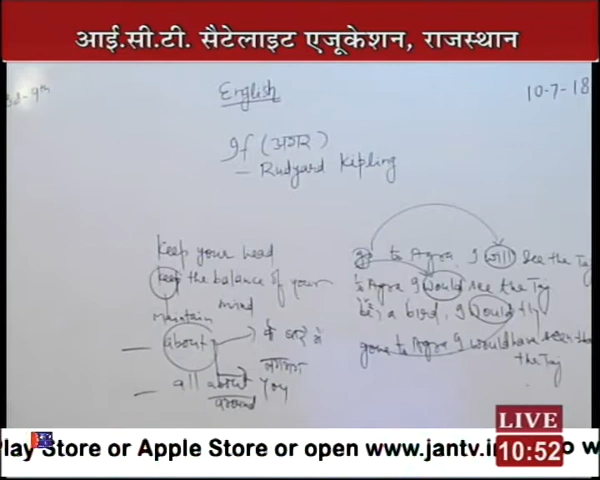 आई.सी.टी. सैटेलाइट एजूकेशन, राजस्थान
English
10-7-18
If (अगर)
- Rudyard Kipling
Keep your head
Keep the balance of your
mind
Maintain
- about के बारे में
लगभग
- all about you
around
go to Agra, I will see the Taj
to Agra I would see the Taj
a bird, I would fly
gone to Agra I would have seen the
the Taj
LIVE
10:52
Play Store or Apple Store or open www.jantv.in